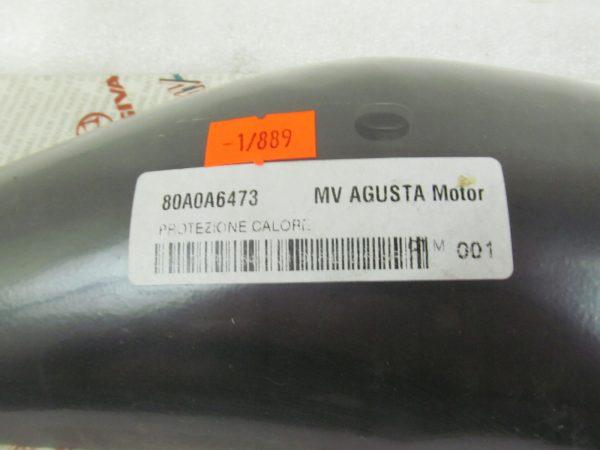 -1/889
80A0A6473 MV AGUSTA Motor
PROTEZIONE CALORE
M 001